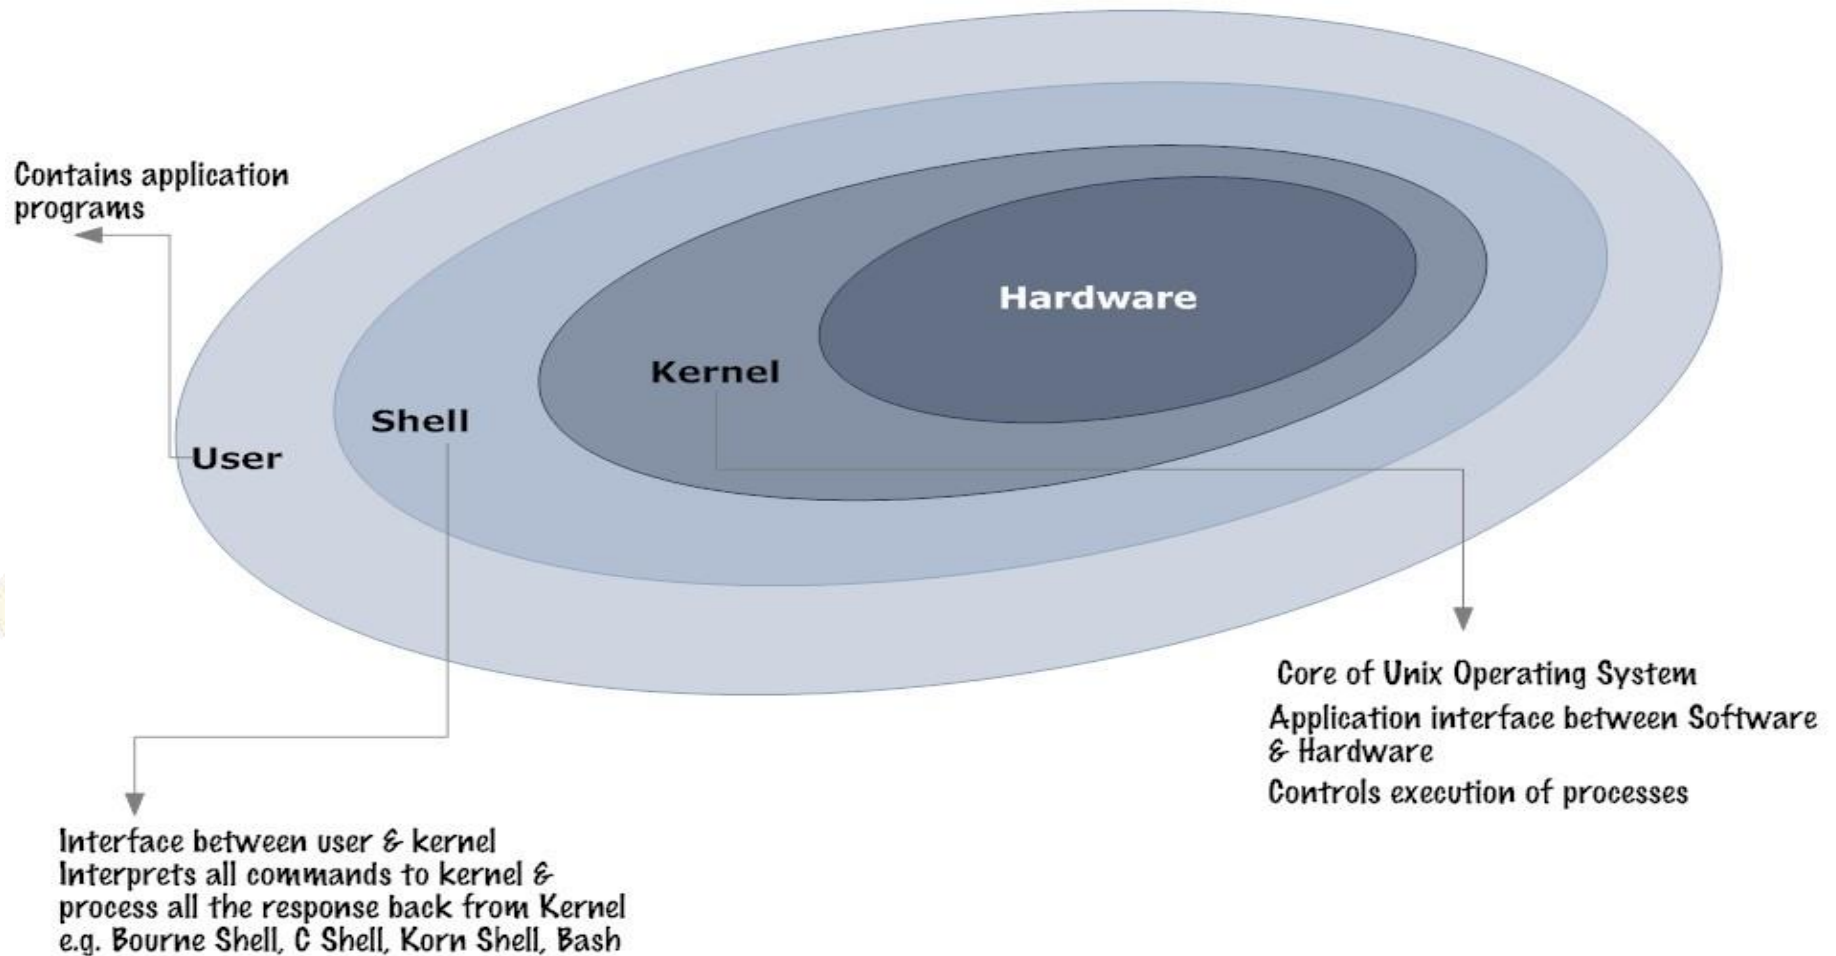 Contains application
programs
Hardware
Kernel
Shell
User
Core of Unix Operating System
Application interface between Software
& Hardware
Controls execution of processes
Interface between user & kernel
Interprets all commands to kernel &
process all the response back from Kernel
e.g. Bourne Shell, C Shell, Korn Shell, Bash